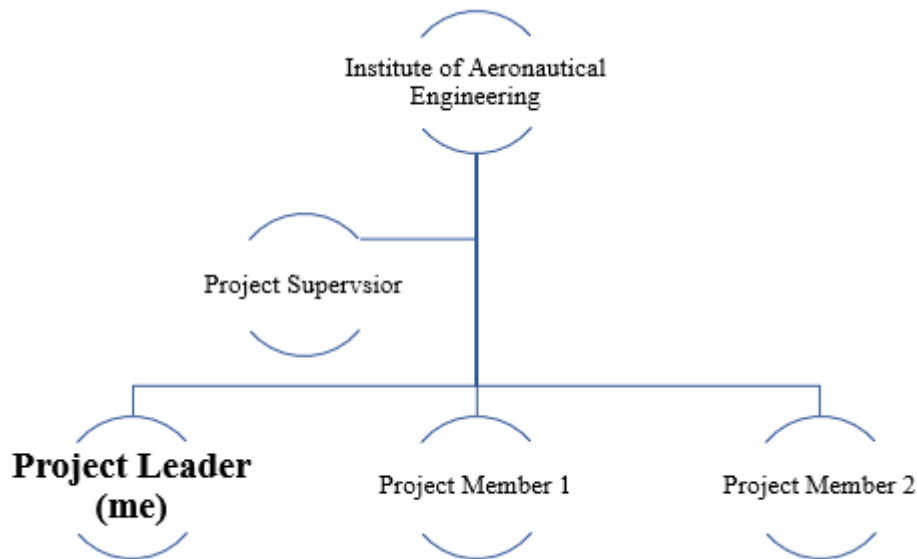 Institute of Aeronautical
Engineering
Project Supervsior
Project Leader
(me)
Project Member 1
Project Member 2